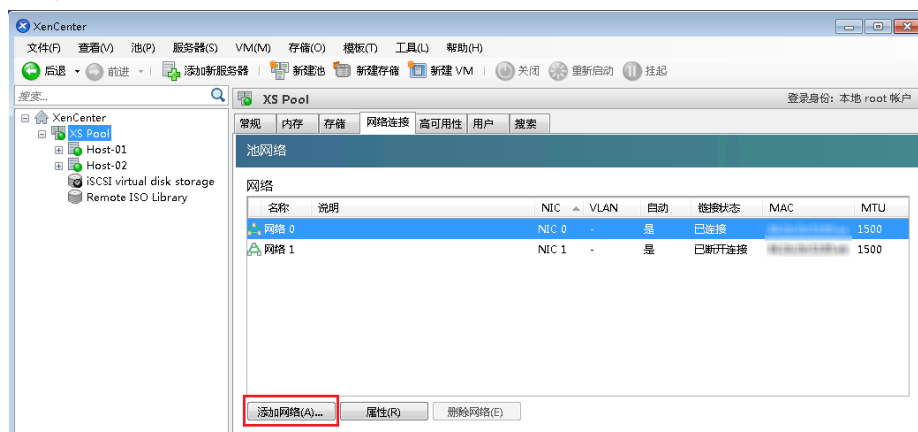 XenCenter
文件(F) 查看(V) 池(P) 服务器(S) VM(M) 存储(O) 模板(T) 工具(L) 帮助(H)
后退 前进 添加新服务器 新建池 新建存储 新建 VM 关闭 重新启动 挂起
搜索... XS Pool 登录身份: 本地 root 帐户
XenCenter
XS Pool
Host-01
Host-02
iSCSI virtual disk storage
Remote ISO Library
常规 内存 存储 网络连接 高可用性 用户 搜索
池网络
网络
名称 说明 NIC VLAN 自动 链接状态 MAC MTU
网络 0 NIC 0 - 是 已连接 1500
网络 1 NIC 1 - 是 已断开连接 1500
添加网络(A)... 属性(R) 删除网络(E)